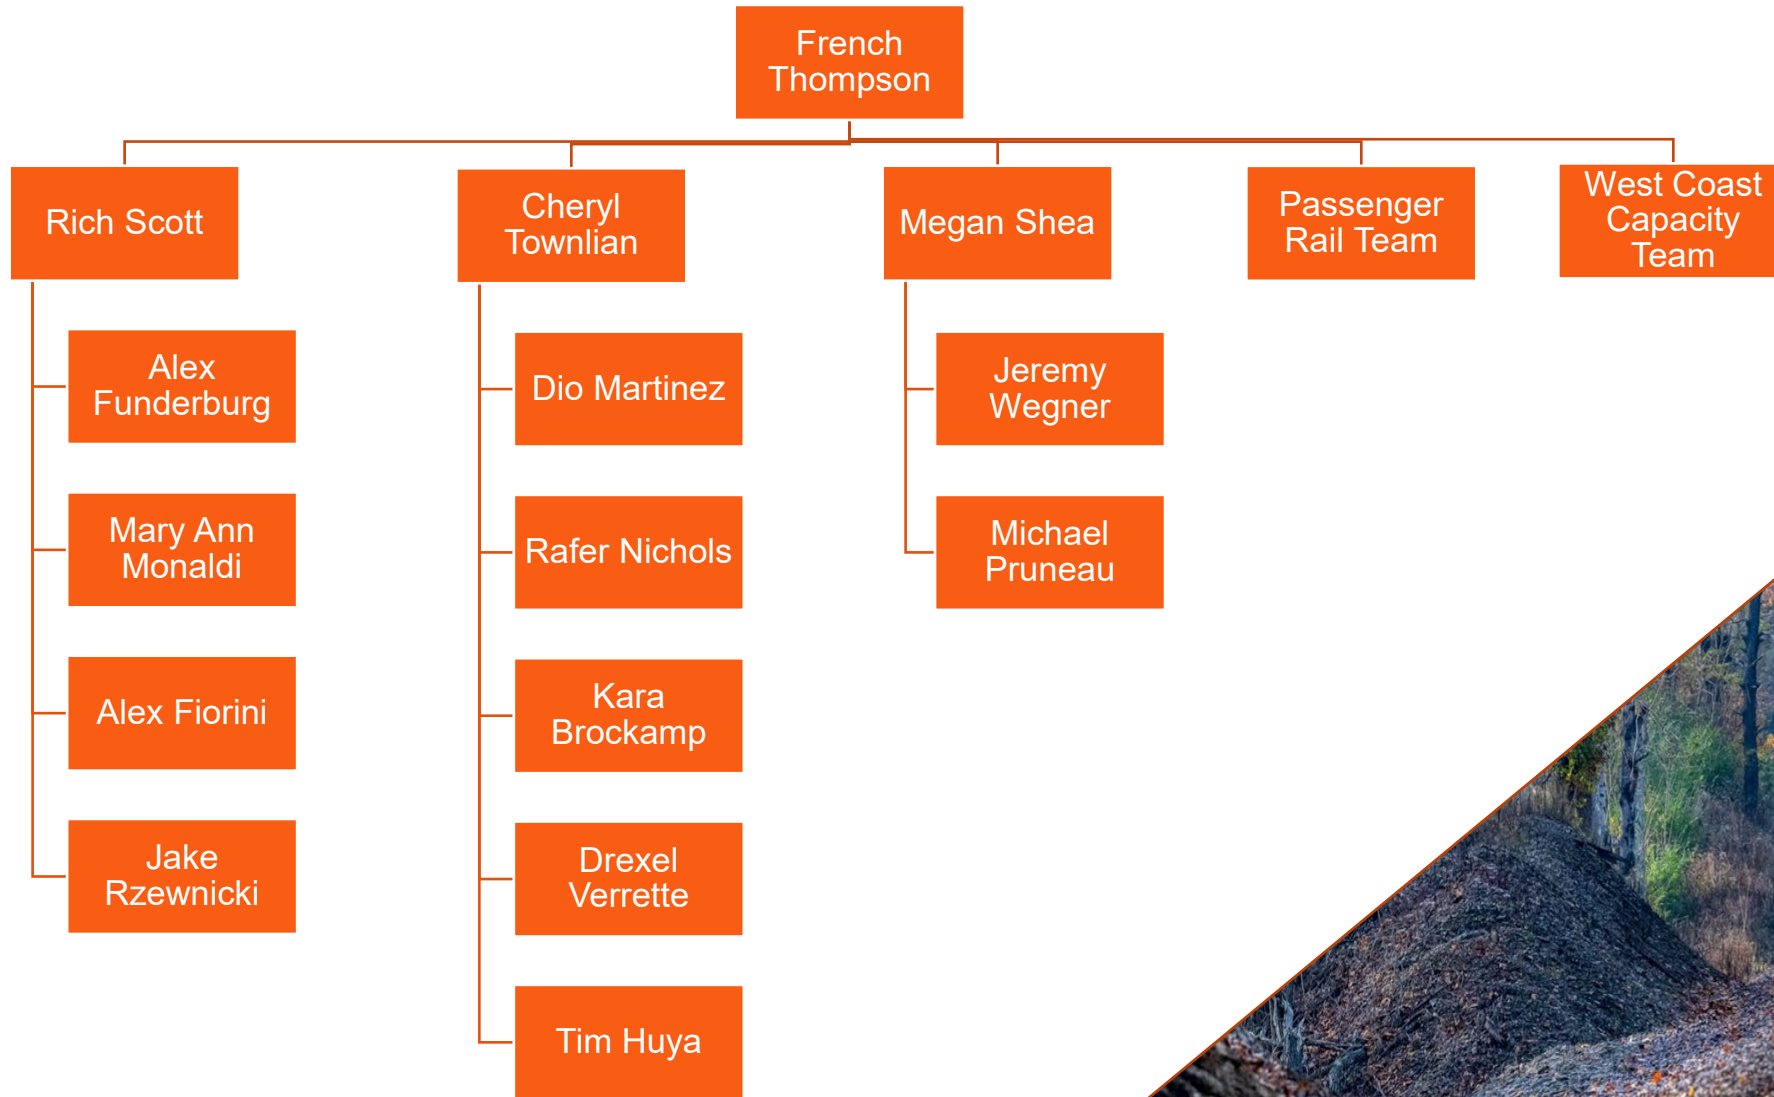 French
Thompson
Rich Scott
Cheryl
Townlian
Megan Shea
Passenger
Rail Team
West Coast
Capacity
Team
Alex
Funderburg
Mary Ann
Monaldi
Alex Fiorini
Jake
Rzewnicki
Dio Martinez
Rafer Nichols
Kara
Brockamp
Drexel
Verrette
Tim Huya
Jeremy
Wegner
Michael
Pruneau